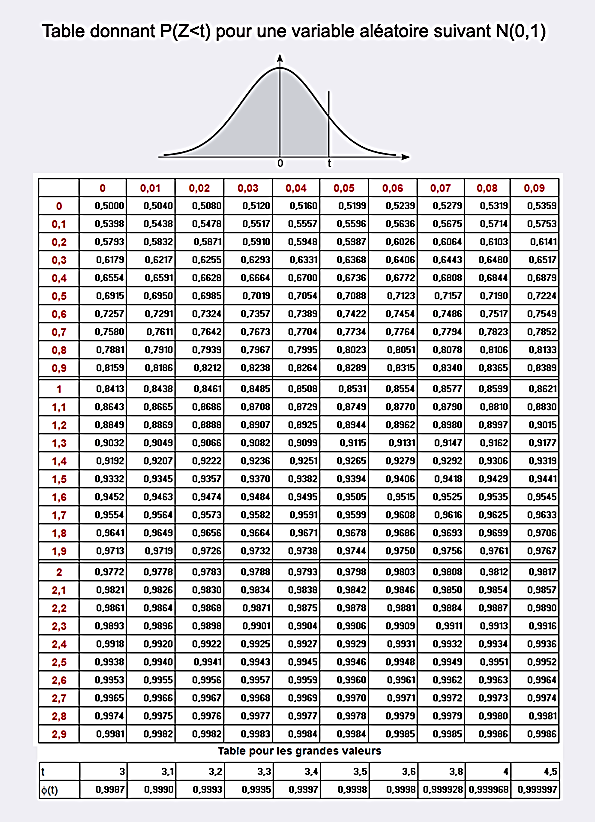 Table donnant P(Z<t) pour une variable aléatoire suivant N(0,1)
0 t
0 0,01 0,02 0,03 0,04 0,05 0,06 0,07 0,08 0,09
0 0,5000 0,5040 0,5080 0,5120 0,5160 0,5199 0,5239 0,5279 0,5319 0,5359
0,1 0,5398 0,5438 0,5478 0,5517 0,5557 0,5596 0,5636 0,5675 0,5714 0,5753
0,2 0,5793 0,5832 0,5871 0,5910 0,5948 0,5987 0,6026 0,6064 0,6103 0,6141
0,3 0,6179 0,6217 0,6255 0,6293 0,6331 0,6368 0,6406 0,6443 0,6480 0,6517
0,4 0,6554 0,6591 0,6628 0,6664 0,6700 0,6736 0,6772 0,6808 0,6844 0,6879
0,5 0,6915 0,6950 0,6985 0,7019 0,7054 0,7088 0,7123 0,7157 0,7190 0,7224
0,6 0,7257 0,7291 0,7324 0,7357 0,7389 0,7422 0,7454 0,7486 0,7517 0,7549
0,7 0,7580 0,7611 0,7642 0,7673 0,7704 0,7734 0,7764 0,7794 0,7823 0,7852
0,8 0,7881 0,7910 0,7939 0,7967 0,7995 0,8023 0,8051 0,8078 0,8106 0,8133
0,9 0,8159 0,8186 0,8212 0,8238 0,8264 0,8289 0,8315 0,8340 0,8365 0,8389
1 0,8413 0,8438 0,8461 0,8485 0,8508 0,8531 0,8554 0,8577 0,8599 0,8621
1,1 0,8643 0,8665 0,8686 0,8708 0,8729 0,8749 0,8770 0,8790 0,8810 0,8830
1,2 0,8849 0,8869 0,8888 0,8907 0,8925 0,8944 0,8962 0,8980 0,8997 0,9015
1,3 0,9032 0,9049 0,9066 0,9082 0,9099 0,9115 0,9131 0,9147 0,9162 0,9177
1,4 0,9192 0,9207 0,9222 0,9236 0,9251 0,9265 0,9279 0,9292 0,9306 0,9319
1,5 0,9332 0,9345 0,9357 0,9370 0,9382 0,9394 0,9406 0,9418 0,9429 0,9441
1,6 0,9452 0,9463 0,9474 0,9484 0,9495 0,9505 0,9515 0,9525 0,9535 0,9545
1,7 0,9554 0,9564 0,9573 0,9582 0,9591 0,9599 0,9608 0,9616 0,9625 0,9633
1,8 0,9641 0,9649 0,9656 0,9664 0,9671 0,9678 0,9686 0,9693 0,9699 0,9706
1,9 0,9713 0,9719 0,9726 0,9732 0,9738 0,9744 0,9750 0,9756 0,9761 0,9767
2 0,9772 0,9778 0,9783 0,9788 0,9793 0,9798 0,9803 0,9808 0,9812 0,9817
2,1 0,9821 0,9826 0,9830 0,9834 0,9838 0,9842 0,9846 0,9850 0,9854 0,9857
2,2 0,9861 0,9864 0,9868 0,9871 0,9875 0,9878 0,9881 0,9884 0,9887 0,9890
2,3 0,9893 0,9896 0,9898 0,9901 0,9904 0,9906 0,9909 0,9911 0,9913 0,9916
2,4 0,9918 0,9920 0,9922 0,9925 0,9927 0,9929 0,9931 0,9932 0,9934 0,9936
2,5 0,9938 0,9940 0,9941 0,9943 0,9945 0,9946 0,9948 0,9949 0,9951 0,9952
2,6 0,9953 0,9955 0,9956 0,9957 0,9959 0,9960 0,9961 0,9962 0,9963 0,9964
2,7 0,9965 0,9966 0,9967 0,9968 0,9969 0,9970 0,9971 0,9972 0,9973 0,9974
2,8 0,9974 0,9975 0,9976 0,9977 0,9977 0,9978 0,9979 0,9979 0,9980 0,9981
2,9 0,9981 0,9982 0,9982 0,9983 0,9984 0,9984 0,9985 0,9985 0,9986 0,9986
Table pour les grandes valeurs
t 3 3,1 3,2 3,3 3,4 3,5 3,6 3,8 4 4,5
ϕ(t) 0,9987 0,9990 0,9993 0,9995 0,9997 0,9998 0,9998 0,999928 0,999968 0,999997